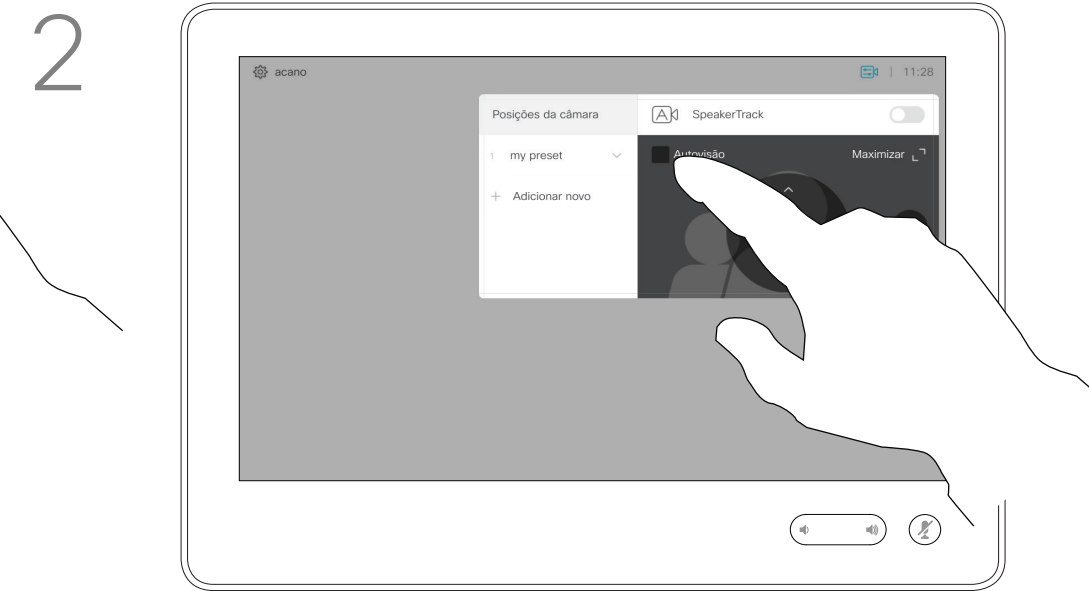 2
acano
11:28
Posições da câmara
SpeakerTrack
1 my preset
Autovisão
Maximizar
+ Adicionar novo